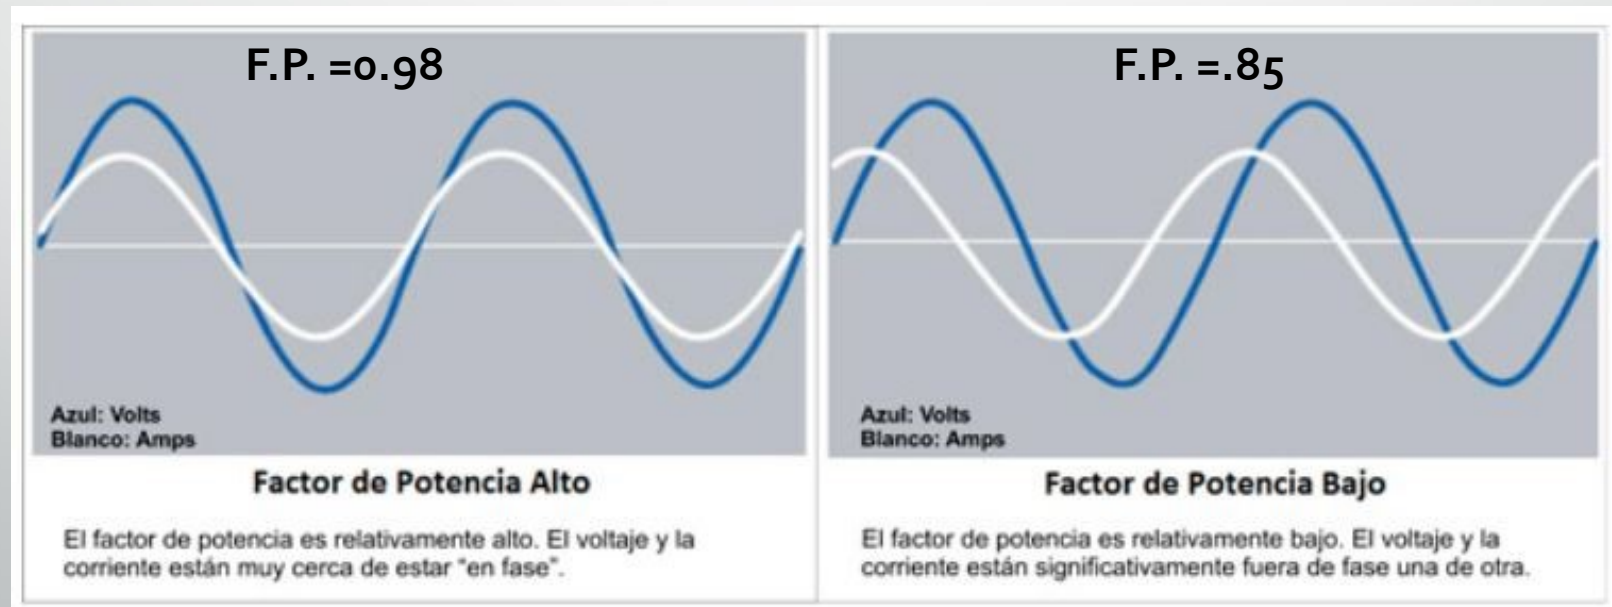 F.P. =0.98
Azul: Volts
Blanco: Amps
Factor de Potencia Alto
El factor de potencia es relativamente alto. El voltaje y la
corriente están muy cerca de estar "en fase".
F.P. =.85
Azul: Volts
Blanco: Amps
Factor de Potencia Bajo
El factor de potencia es relativamente bajo. El voltaje y la
corriente están significativamente fuera de fase una de otra.